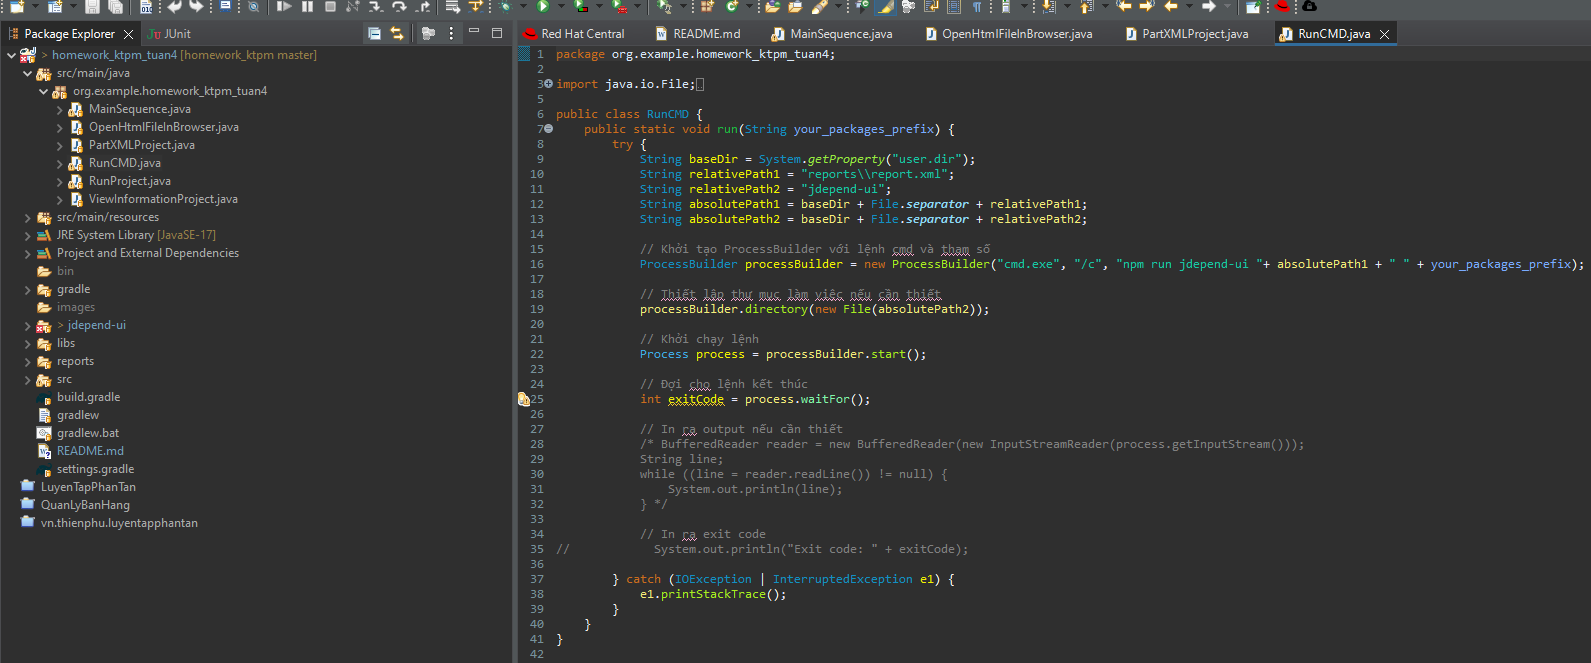 Package Explorer JUnit
> homework_ktpm_tuan4 [homework_ktpm master]
src/main/java
org.example.homework_ktpm_tuan4
MainSequence.java
OpenHtmlFileInBrowser.java
PartXMLProject.java
RunCMD.java
RunProject.java
ViewInformationProject.java
src/main/resources
JRE System Library [JavaSE-17]
Project and External Dependencies
bin
gradle
images
> jdepend-ui
libs
reports
src
build.gradle
gradlew
gradlew.bat
README.md
settings.gradle
LuyenTapPhanTan
QuanLyBanHang
vn.thienphu.luyentapphantan
Red Hat Central README.md MainSequence.java OpenHtmlFileInBrowser.java PartXMLProject.java RunCMD.java
1 package org.example.homework_ktpm_tuan4;
2
3 import java.io.File;
5
6 public class RunCMD {
7 public static void run(String your_packages_prefix) {
8 try {
9 String baseDir = System.getProperty("user.dir");
10 String relativePath1 = "reports\\report.xml";
11 String relativePath2 = "jdepend-ui";
12 String absolutePath1 = baseDir + File.separator + relativePath1;
13 String absolutePath2 = baseDir + File.separator + relativePath2;
14
15 // Khởi tạo ProcessBuilder với lệnh cmd và tham số
16 ProcessBuilder processBuilder = new ProcessBuilder("cmd.exe", "/c", "npm run jdepend-ui "+ absolutePath1 + " " + your_packages_prefix);
17
18 // Thiết lập thư mục làm việc nếu cần thiết
19 processBuilder.directory(new File(absolutePath2));
20
21 // Khởi chạy lệnh
22 Process process = processBuilder.start();
23
24 // Đợi cho lệnh kết thúc
25 int exitCode = process.waitFor();
26
27 // In ra output nếu cần thiết
28 /* BufferedReader reader = new BufferedReader(new InputStreamReader(process.getInputStream()));
29 String line;
30 while ((line = reader.readLine()) != null) {
31 System.out.println(line);
32 } */
33
34 // In ra exit code
35 // System.out.println("Exit code: " + exitCode);
36
37 } catch (IOException | InterruptedException e1) {
38 e1.printStackTrace();
39 }
40 }
41 }
42